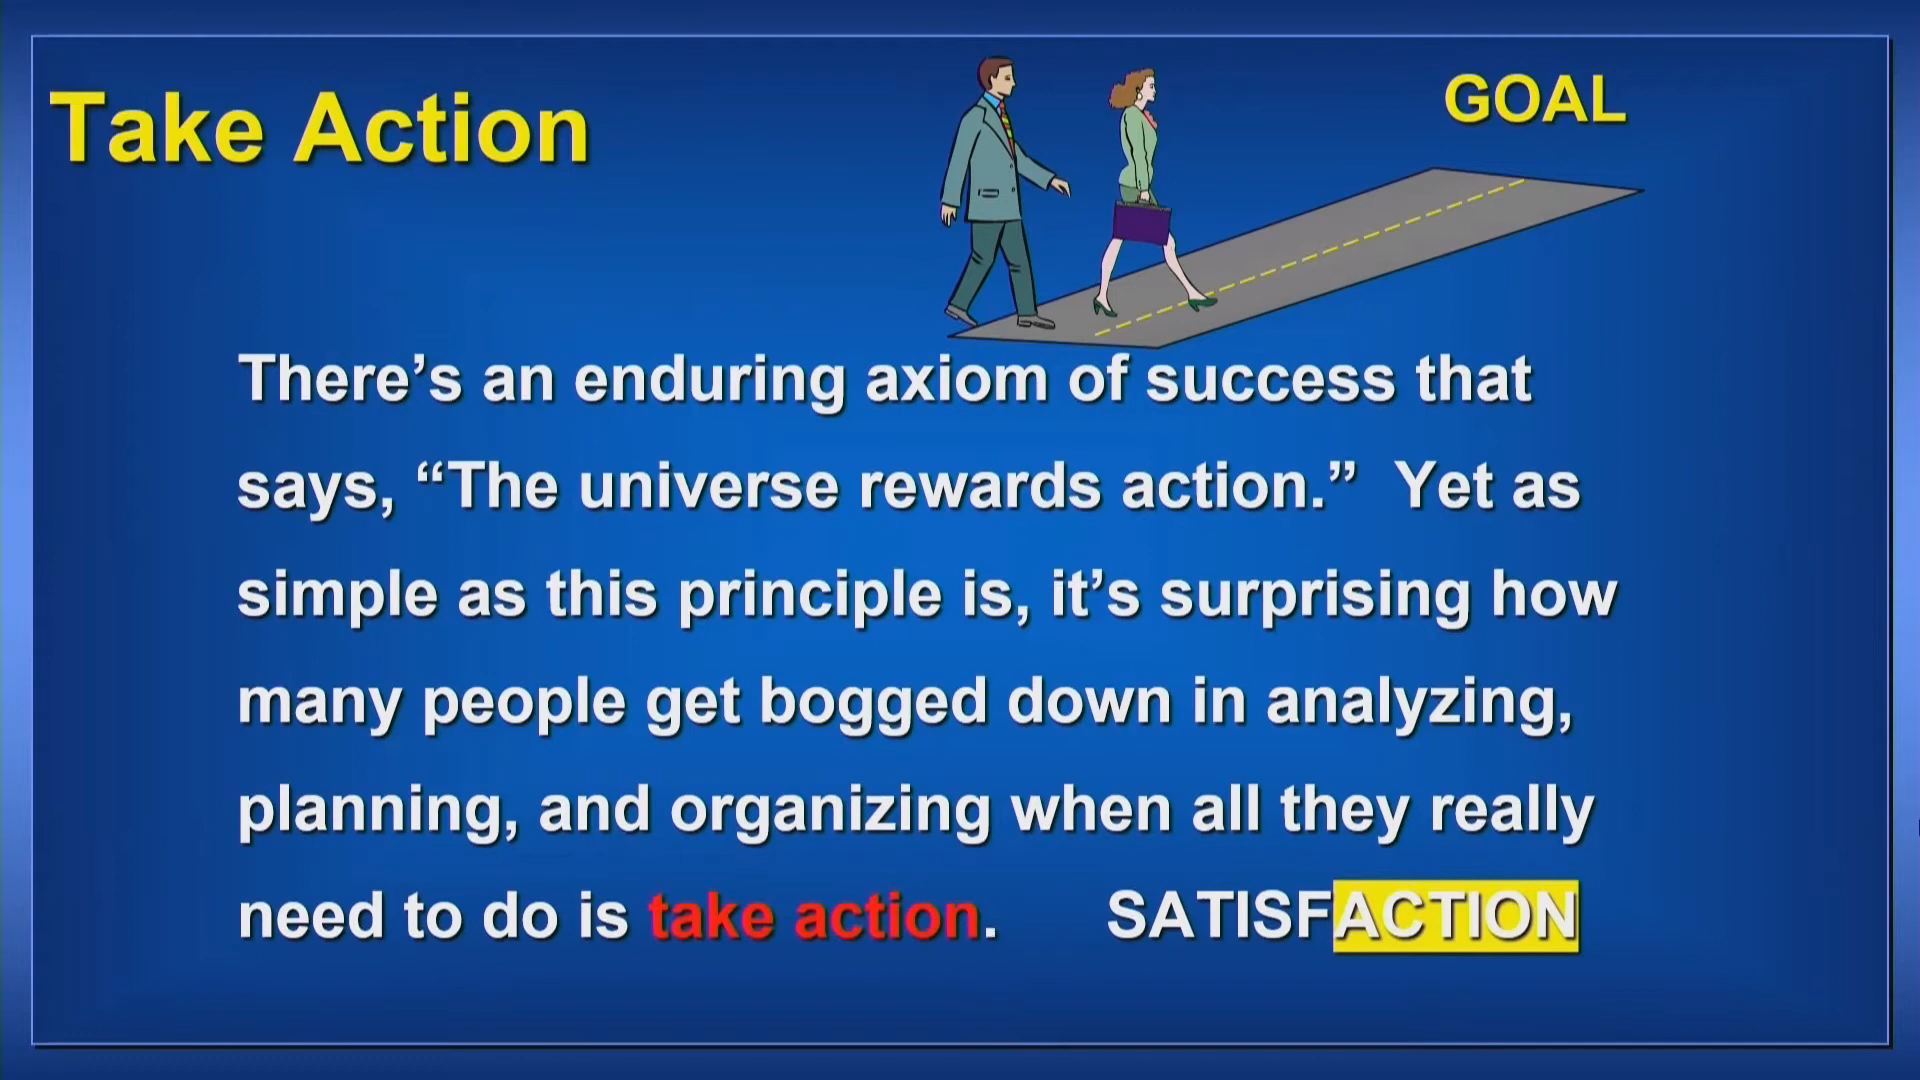 Take Action
GOAL
There’s an enduring axiom of success that
says, “The universe rewards action.”  Yet as
simple as this principle is, it’s surprising how
many people get bogged down in analyzing,
planning, and organizing when all they really
need to do is take action. SATISFACTION